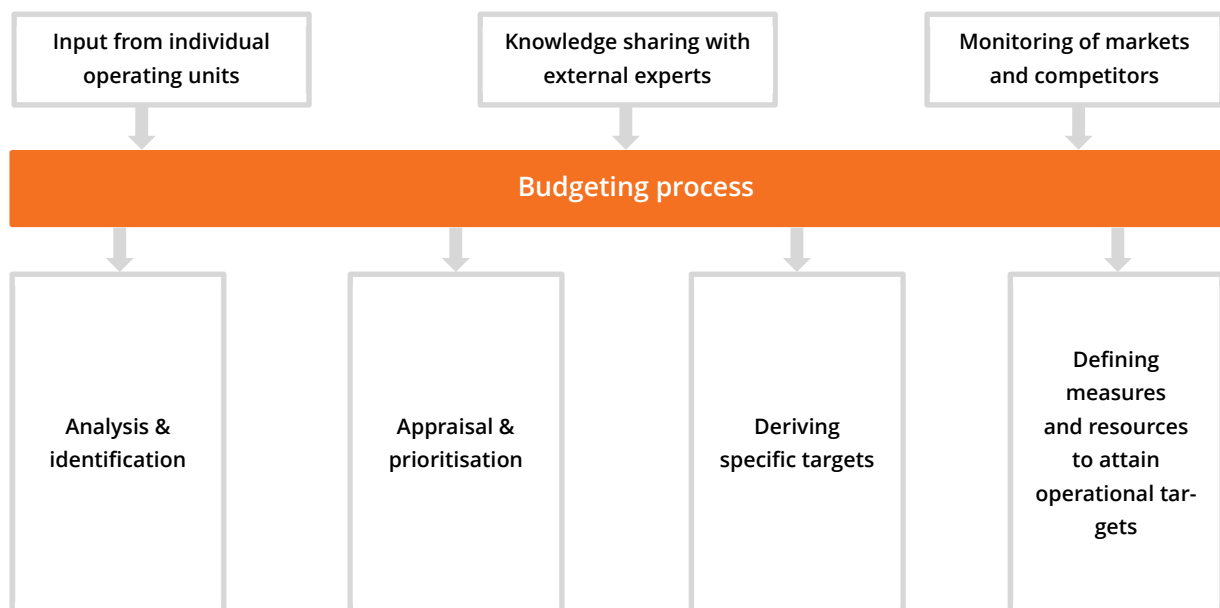 Input from individual
operating units
Knowledge sharing with
external experts
Monitoring of markets
and competitors
Budgeting process
Analysis &
identification
Appraisal &
prioritisation
Deriving
specific targets
Defining
measures
and resources
to attain
operational tar-
gets